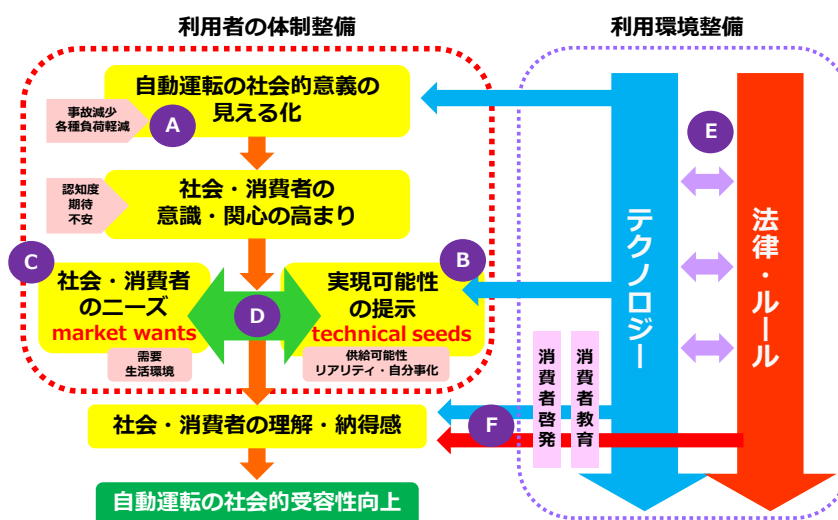 利用者の体制整備
利用環境整備
自動運転の社会的意義の
見える化
事故減少
各種負荷軽減
A
E
社会・消費者の
意識・関心の高まり
認知度
期待
不安
C
社会・消費者
のニーズ
market wants
D
B
実現可能性
の提示
technical seeds
需要
生活環境
供給可能性
リアリティ・自分事化
テクノロジー
法律・ルール
消費者啓発
消費者教育
F
社会・消費者の理解・納得感
自動運転の社会的受容性向上